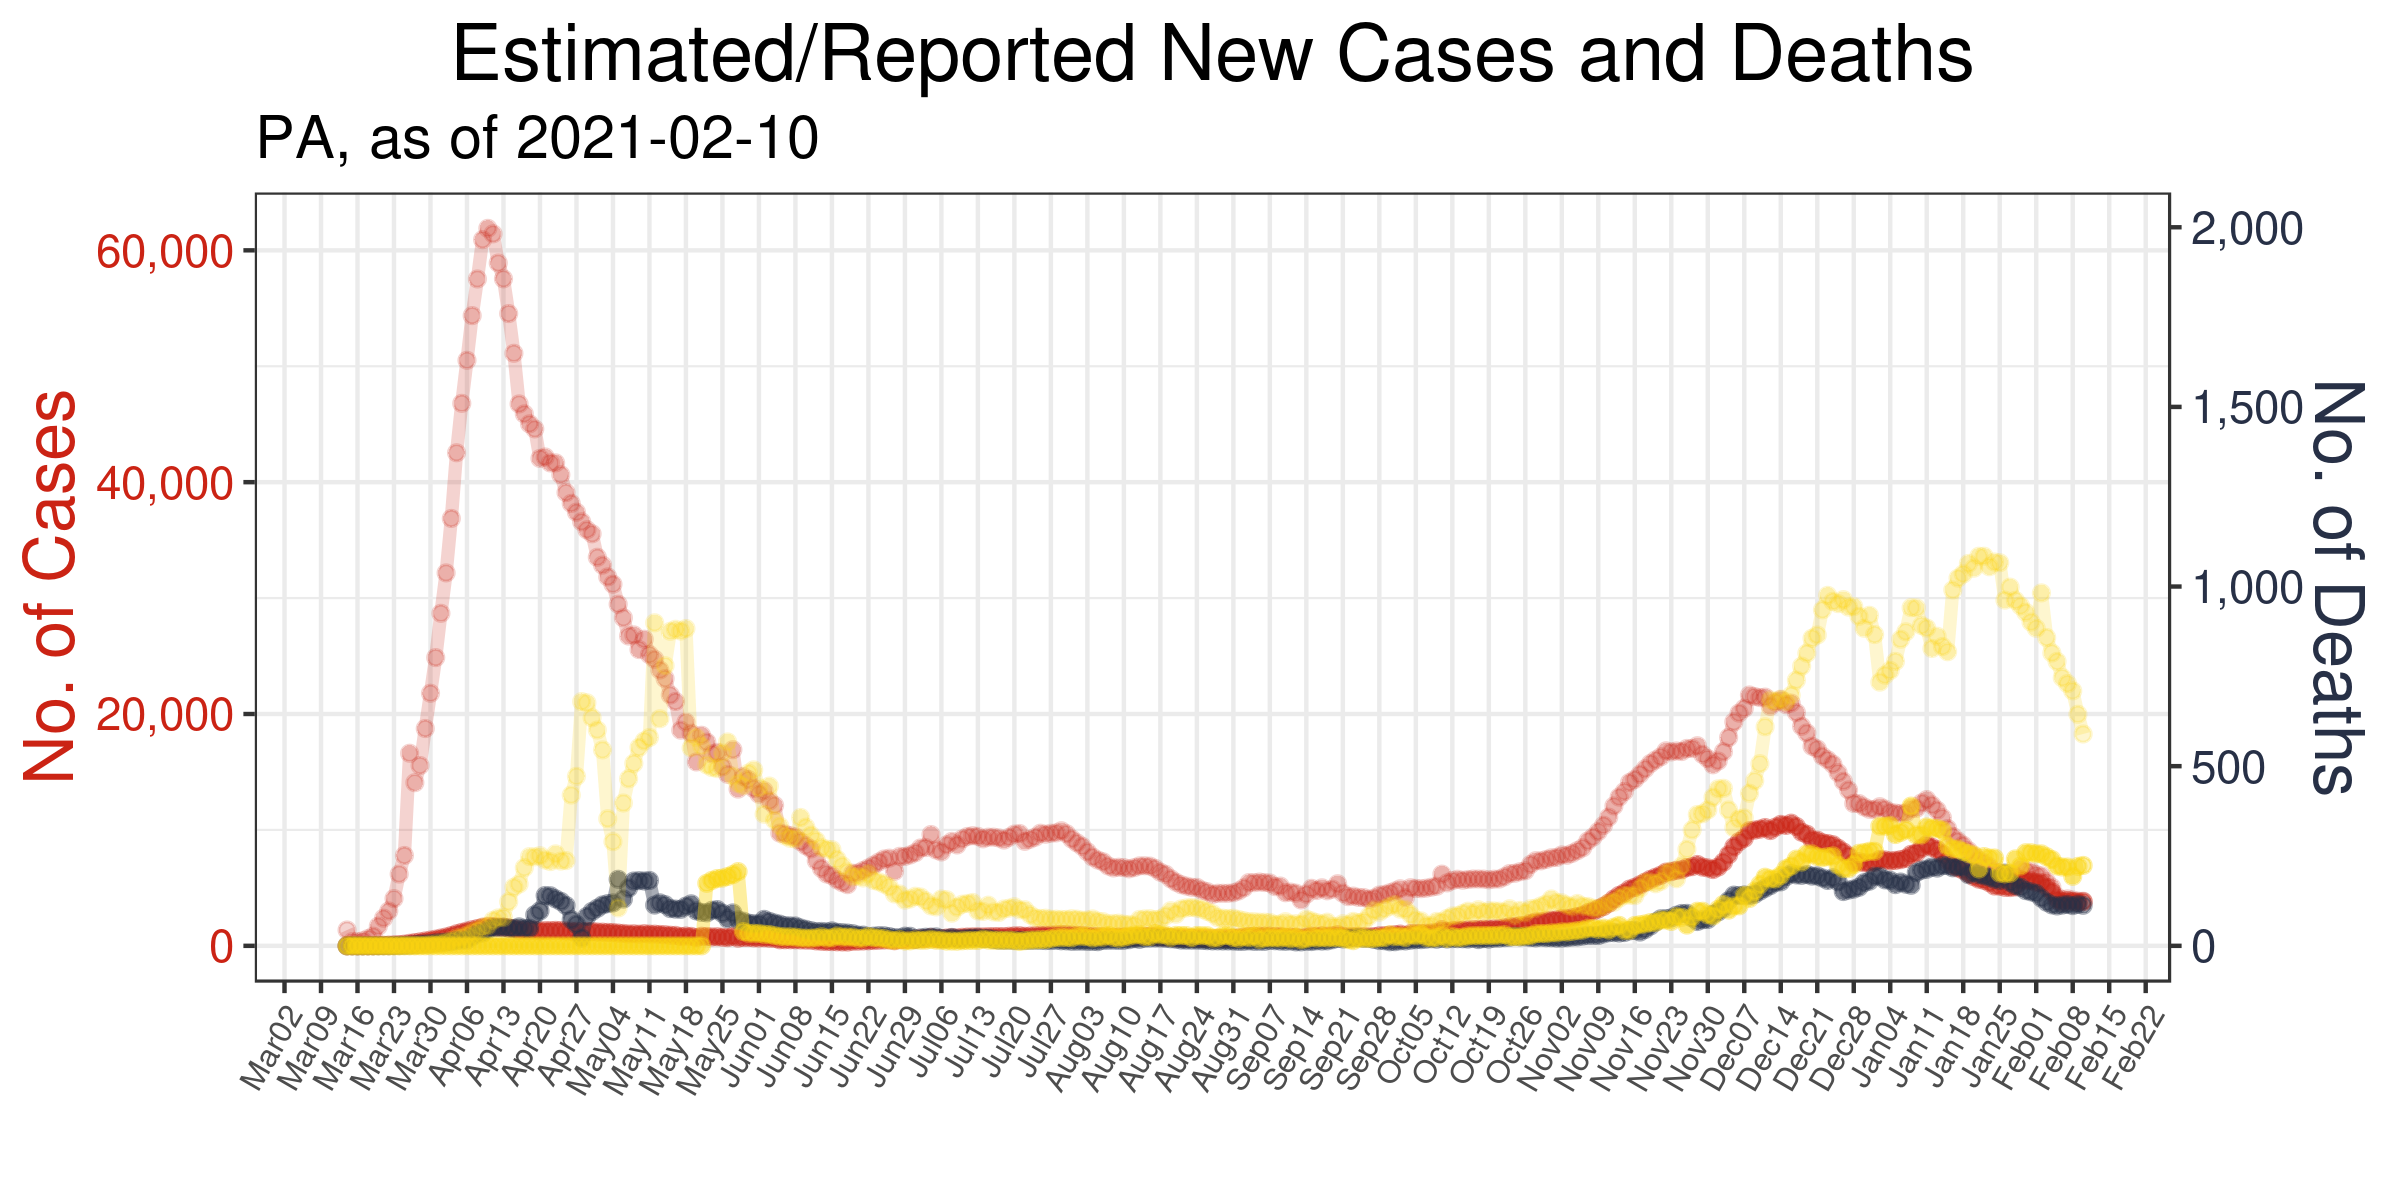 Estimated/Reported New Cases and Deaths
PA, as of 2021-02-10
No. of Cases
60,000
40,000
20,000
0
2,000
1,500
1,000
500
0
No. of Deaths
Mar02 Mar09 Mar16 Mar23 Mar30 Apr06 Apr13 Apr20 Apr27 May04 May11 May18 May25 Jun01 Jun08 Jun15 Jun22 Jun29 Jul06 Jul13 Jul20 Jul27 Aug03 Aug10 Aug17 Aug24 Aug31 Sep07 Sep14 Sep21 Sep28 Oct05 Oct12 Oct19 Oct26 Nov02 Nov09 Nov16 Nov23 Nov30 Dec07 Dec14 Dec21 Dec28 Dec04 Jan11 Jan18 Jan25 Feb01 Feb08 Feb15 Feb22